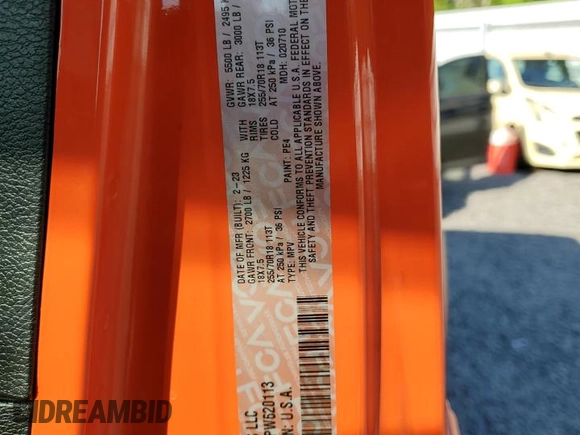 GVWR: 5500 LB / 2495 K
DATE OF MFR (BUILT): 2-23
GAWR FRONT: 2700 LB / 1225 KG WITH GAWR REAR: 3000 LB /
18X7.5 RIMS 18X7.5
255/70R18 113T TIRES 255/70R18 113T
AT 250 kPa / 36 PSI COLD AT 250 kPa / 36 PSI
TYPE: MPV PAINT: PE4 MDH: 020710
THIS VEHICLE CONFORMS TO ALL APPLICABLE U.S.A. FEDERAL MOTOR
SAFETY AND THEFT PREVENTION STANDARDS IN EFFECT ON THE
MANUFACTURE SHOWN ABOVE.
LLC
PW520113
N: U.S.A.
FIDREAMBID